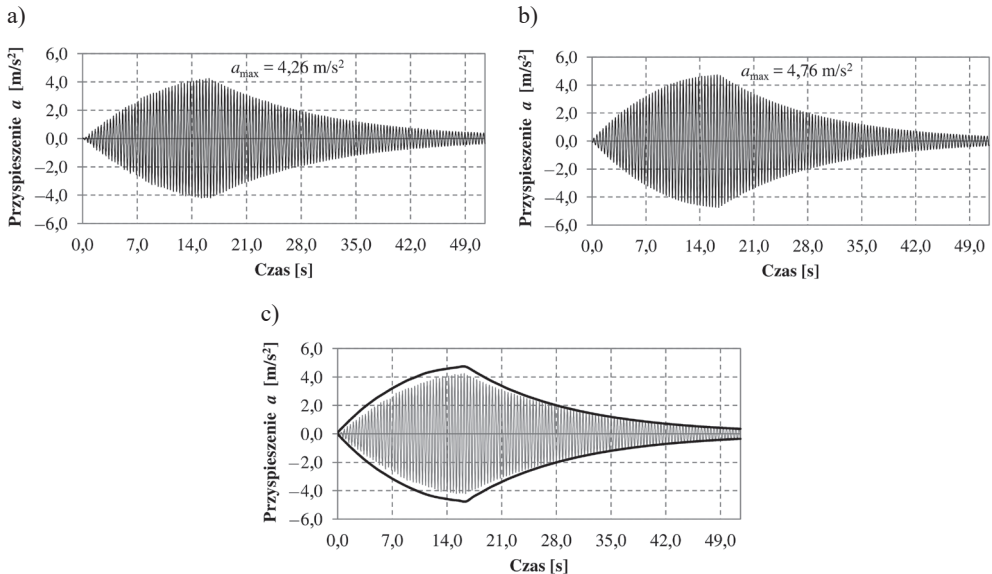 a)
Przyspieszenie a [m/s²]
6,0
4,0
2,0
0,0
−2,0
−4,0
−6,0
a_max = 4,26 m/s²
0,0 7,0 14,0 21,0 28,0 35,0 42,0 49,0
Czas [s]
b)
Przyspieszenie a [m/s²]
6,0
4,0
2,0
0,0
−2,0
−4,0
−6,0
a_max = 4,76 m/s²
0,0 7,0 14,0 21,0 28,0 35,0 42,0 49,0
Czas [s]
c)
Przyspieszenie a [m/s²]
6,0
4,0
2,0
0,0
−2,0
−4,0
−6,0
0,0 7,0 14,0 21,0 28,0 35,0 42,0 49,0
Czas [s]